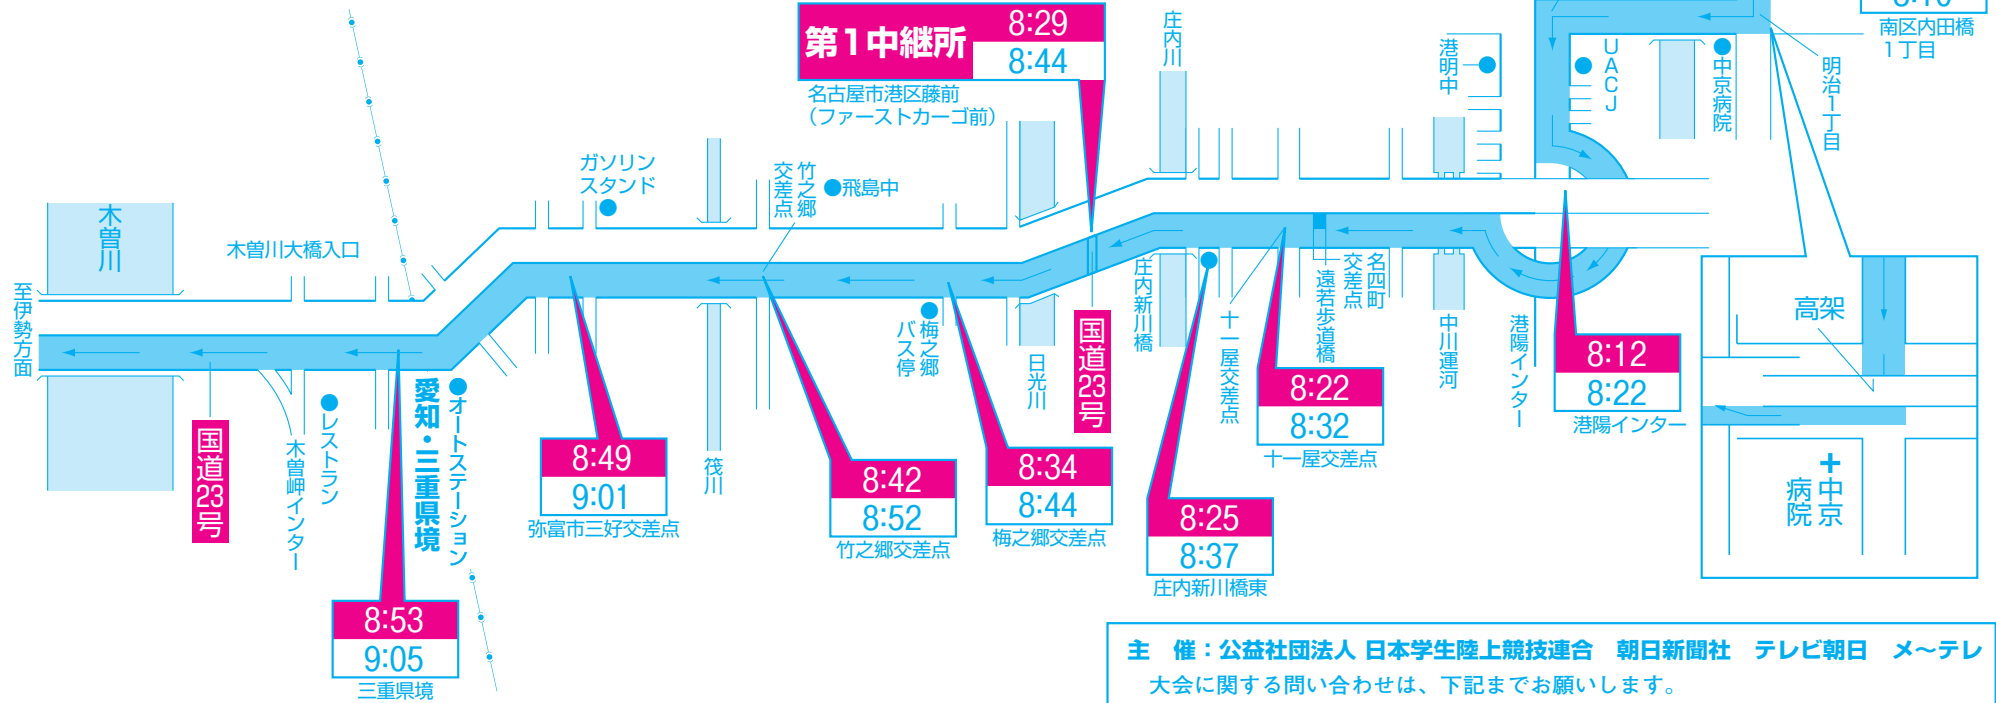 第1中継所
8:29
8:44
名古屋市港区藤前
（ファーストカーゴ前）
庄内川
港明中
UACJ
中京病院
明治1丁目
南区内田橋
1丁目
木曽川
木曽川大橋入口
ガソリン
スタンド
竹之郷
交差点
飛島中
至伊勢方面
国道23号
木曽岬インター
レストラン
愛知・三重県境
オートステーション
8:53
9:05
三重県境
8:49
9:01
弥富市三好交差点
筏川
8:42
8:52
竹之郷交差点
梅之郷
バス停
8:34
8:44
梅之郷交差点
日光川
国道23号
庄内新川橋
8:25
8:37
庄内新川橋東
十一屋交差点
8:22
8:32
十一屋交差点
遠若歩道橋
名四町
交差点
中川運河
港陽インター
8:12
8:22
港陽インター
高架
中京
病院
主　催：公益社団法人 日本学生陸上競技連合　朝日新聞社　テレビ朝日　メ～テレ
大会に関する問い合わせは、下記までお願いします。